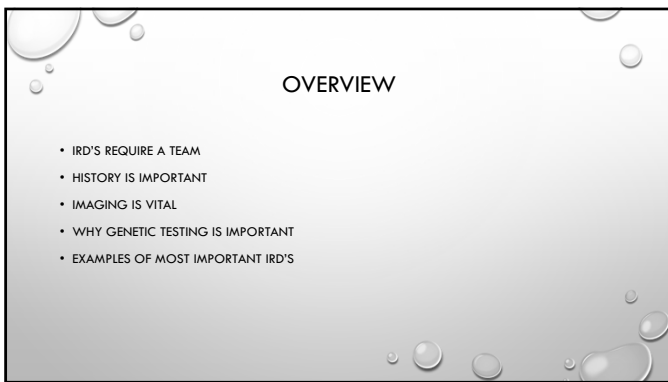 OVERVIEW
• IRD'S REQUIRE A TEAM
• HISTORY IS IMPORTANT
• IMAGING IS VITAL
• WHY GENETIC TESTING IS IMPORTANT
• EXAMPLES OF MOST IMPORTANT IRD'S